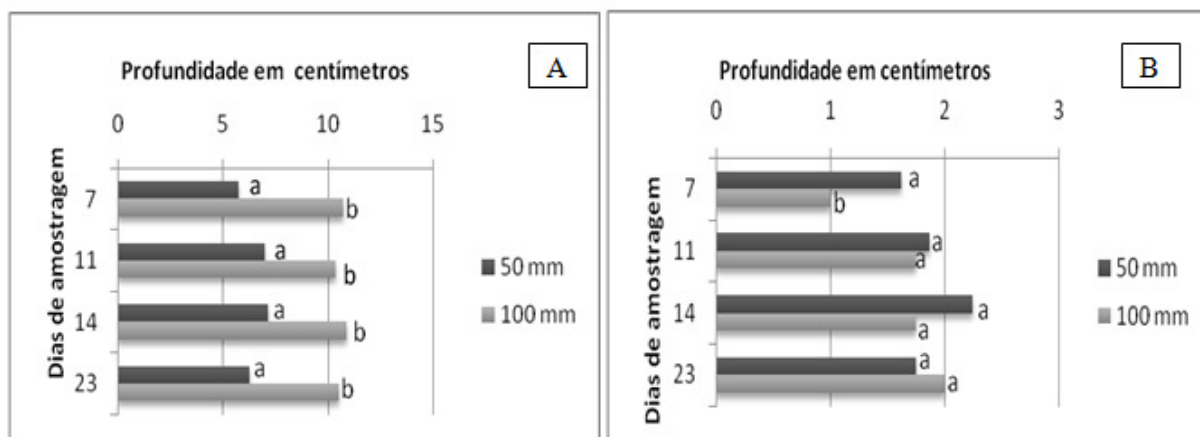 A
Profundidade em centímetros
0 5 10 15
Dias de amostragem
7
a
b
11
a
b
14
a
b
23
a
b
50 mm
100 mm
B
Profundidade em centímetros
0 1 2 3
Dias de amostragem
7
a
b
11
a
a
14
a
a
23
a
a
50 mm
100 mm